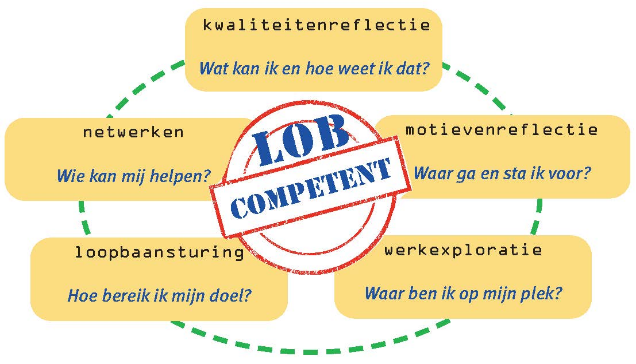 kwaliteitenreflectie
Wat kan ik en hoe weet ik dat?
netwerken
Wie kan mij helpen?
LOB
COMPETENT
motievenreflectie
Waar ga en sta ik voor?
loopbaansturing
Hoe bereik ik mijn doel?
werkexploratie
Waar ben ik op mijn plek?